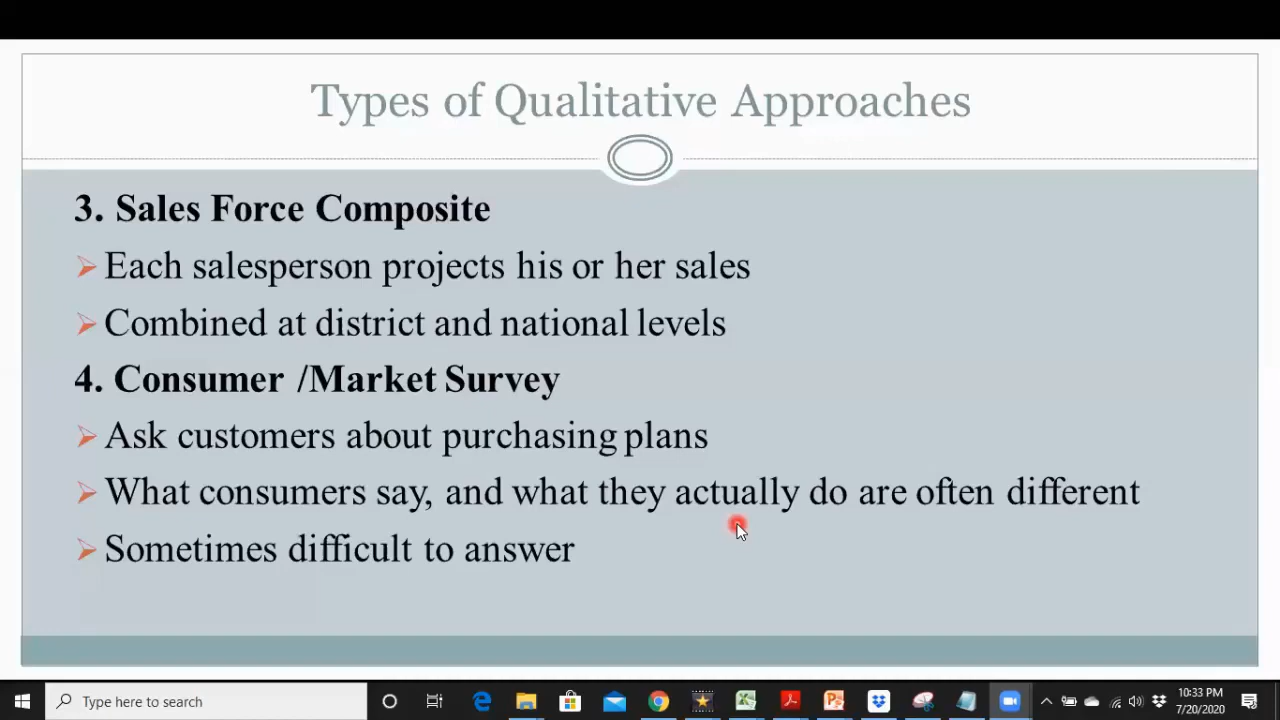 Types of Qualitative Approaches
3. Sales Force Composite
Each salesperson projects his or her sales
Combined at district and national levels
4. Consumer /Market Survey
Ask customers about purchasing plans
What consumers say, and what they actually do are often different
Sometimes difficult to answer
Type here to search
10:33 PM
7/20/2020